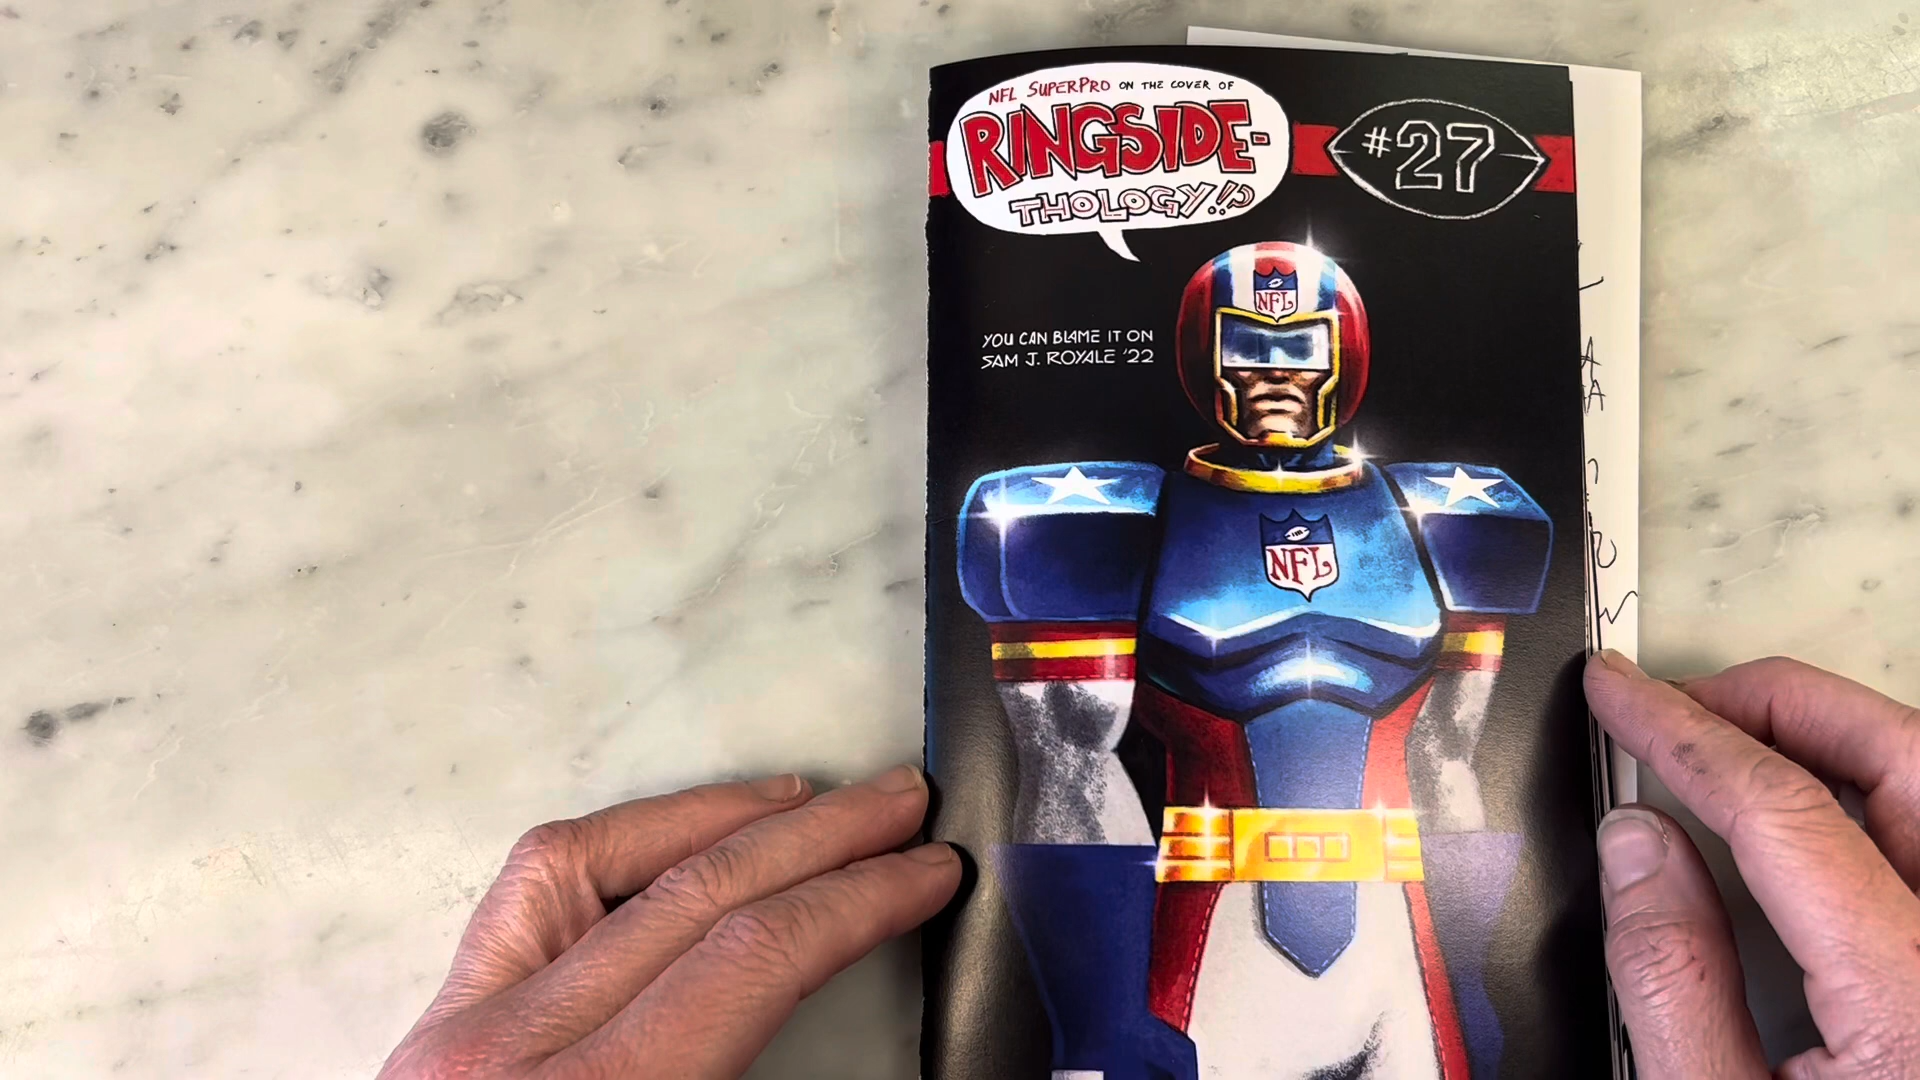 NFL SUPERPRO ON THE COVER OF
RINGSIDE-
THOLOGY!!?
#27
YOU CAN BLAME IT ON
SAM J. ROYALE '22
NFL
NFL